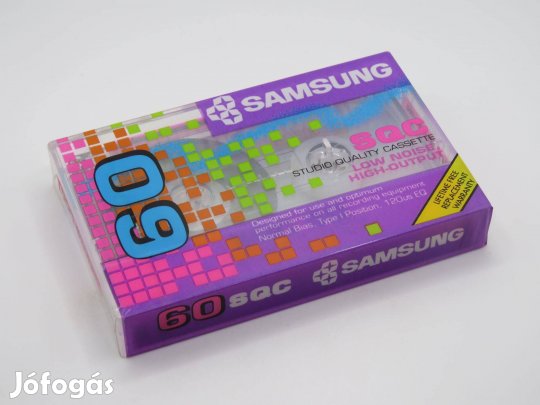 SAMSUNG
60
SQC
STUDIO QUALITY CASSETTE
LOW NOISE/
HIGH-OUTPUT
LIFETIME FREE
REPLACEMENT
WARRANTY
Designed for use and optimum
performance on all recording equipment
Normal Bias, Type I Position, 120us EQ
60 SQC SAMSUNG
Jófogás